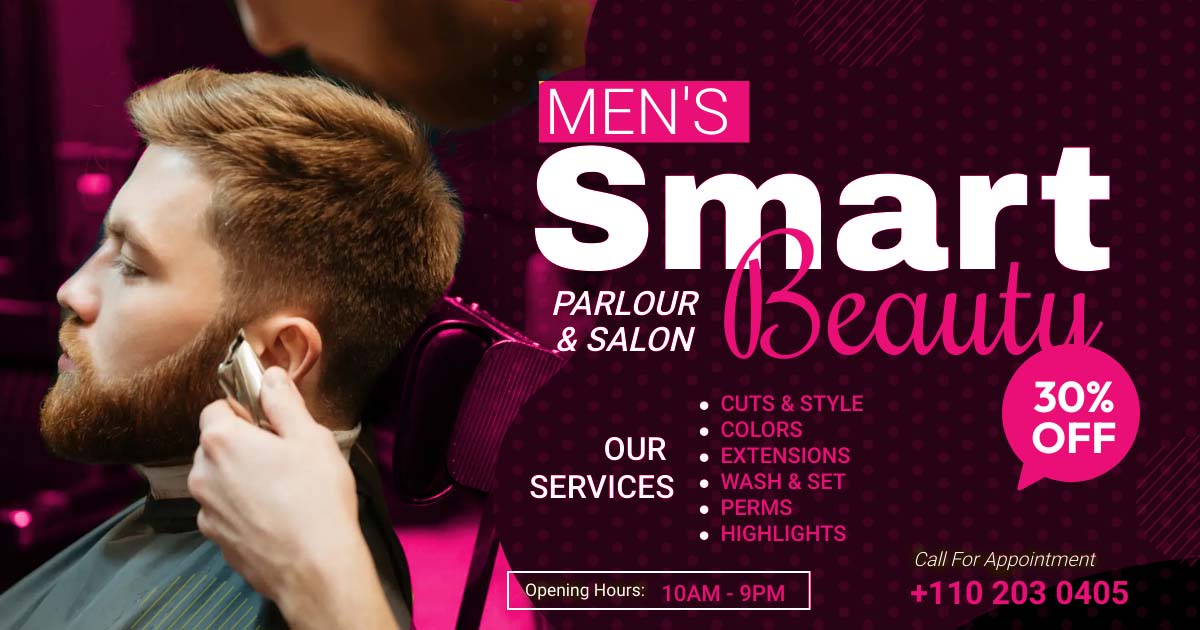 MEN'S
Smart
Beauty
PARLOUR
& SALON
30%
OFF
OUR
SERVICES
• CUTS & STYLE
• COLORS
• EXTENSIONS
• WASH & SET
• PERMS
• HIGHLIGHTS
Opening Hours: 10AM - 9PM
Call For Appointment
+110 203 0405